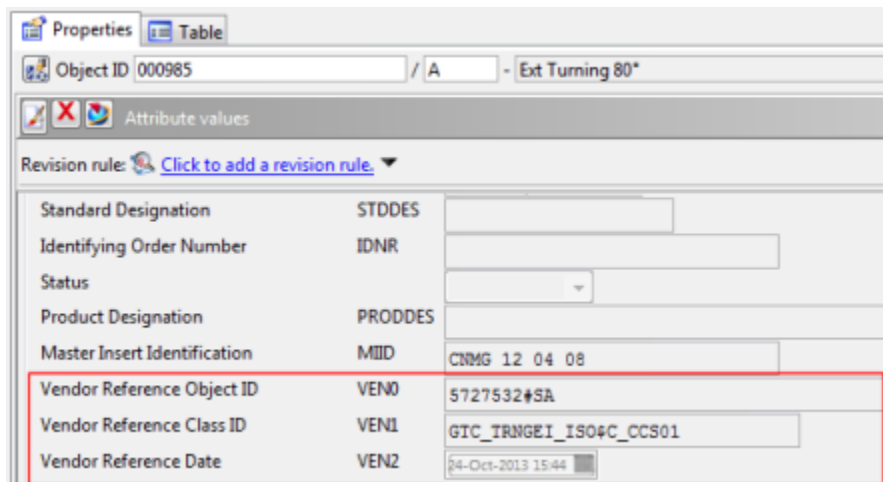 Properties Table
Object ID 000985 / A - Ext Turning 80°
Attribute values
Revision rule: Click to add a revision rule.
Standard Designation STDDES
Identifying Order Number IDNR
Status
Product Designation PRODDES
Master Insert Identification MIID CNMG 12 04 08
Vendor Reference Object ID VEN0 5727532#SA
Vendor Reference Class ID VEN1 GTC_TRNGEI_ISO$C_CCS01
Vendor Reference Date VEN2 24-Oct-2013 15:44